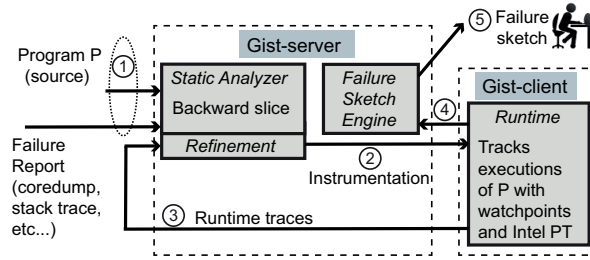 Program P
(source)
1
Gist-server
5 Failure
sketch
Static Analyzer
Backward slice
Refinement
Failure
Sketch
Engine
Gist-client
4
Runtime
Tracks
executions
of P with
watchpoints
and Intel PT
Failure
Report
(coredump,
stack trace,
etc...)
2
Instrumentation
3 Runtime traces